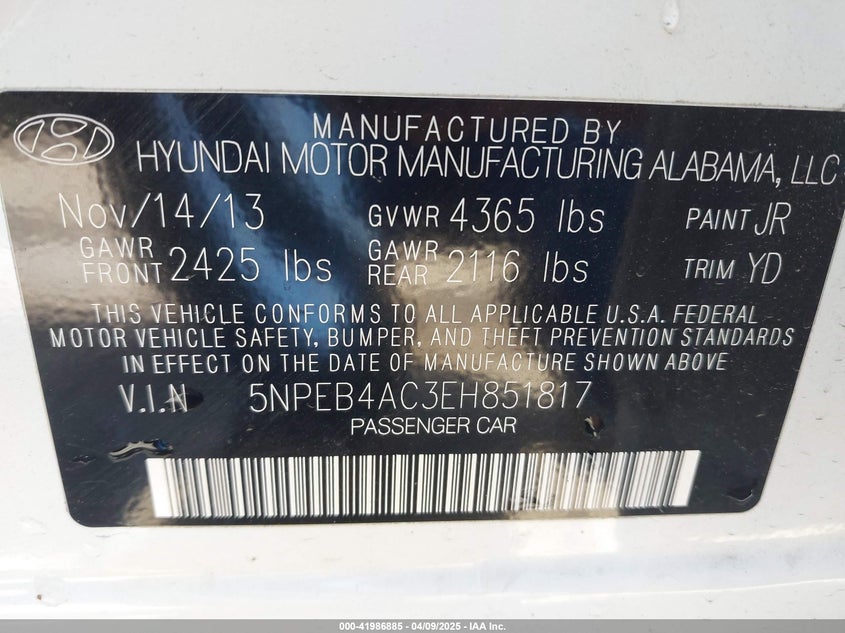 MANUFACTURED BY
HYUNDAI MOTOR MANUFACTURING ALABAMA, LLC
Nov/14/13 GVWR 4365 lbs PAINT JR
GAWR FRONT 2425 lbs GAWR REAR 2116 lbs TRIM YD
THIS VEHICLE CONFORMS TO ALL APPLICABLE U.S.A. FEDERAL
MOTOR VEHICLE SAFETY, BUMPER, AND THEFT PREVENTION STANDARDS
IN EFFECT ON THE DATE OF MANUFACTURE SHOWN ABOVE
V.I.N 5NPEB4AC3EH851817
PASSENGER CAR
000-41986885 - 04/09/2025 - IAA Inc.